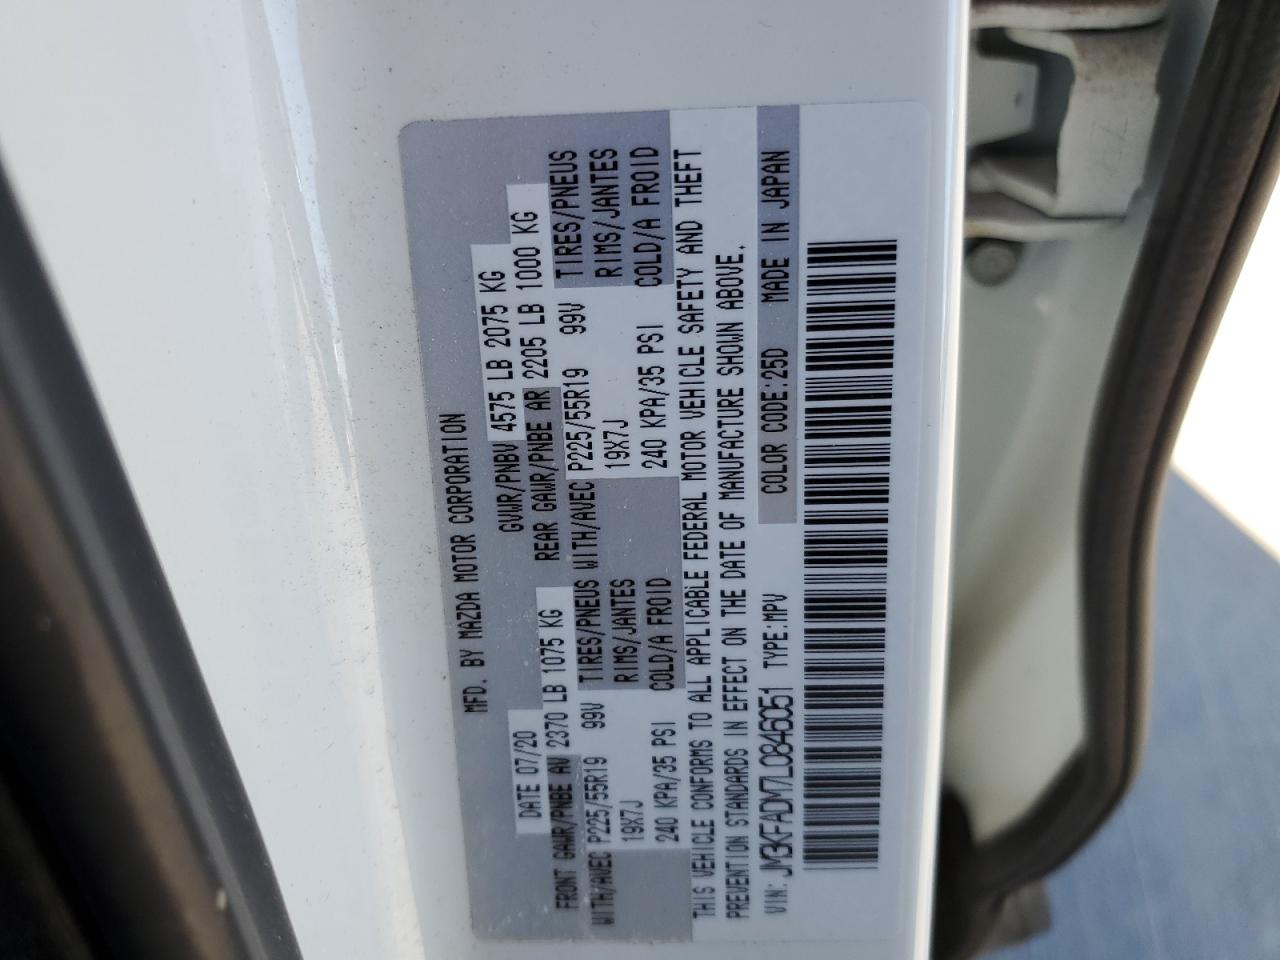 MFD. BY MAZDA MOTOR CORPORATION
DATE 07/20 GVWR/PNBV 4575 LB 2075 KG
FRONT GAWR/PNBE AV 2370 LB 1075 KG REAR GAWR/PNBE AR 2205 LB 1000 KG
WITH/AVEC P225/55R19 99V TIRES/PNEUS WITH/AVEC P225/55R19 99V TIRES/PNEUS
19X7J RIMS/JANTES 19X7J RIMS/JANTES
240 KPA/35 PSI COLD/A FROID 240 KPA/35 PSI COLD/A FROID
THIS VEHICLE CONFORMS TO ALL APPLICABLE FEDERAL MOTOR VEHICLE SAFETY AND THEFT
PREVENTION STANDARDS IN EFFECT ON THE DATE OF MANUFACTURE SHOWN ABOVE.
VIN: JM3KFADM7L0846051 TYPE:MPV COLOR CODE:25D MADE IN JAPAN